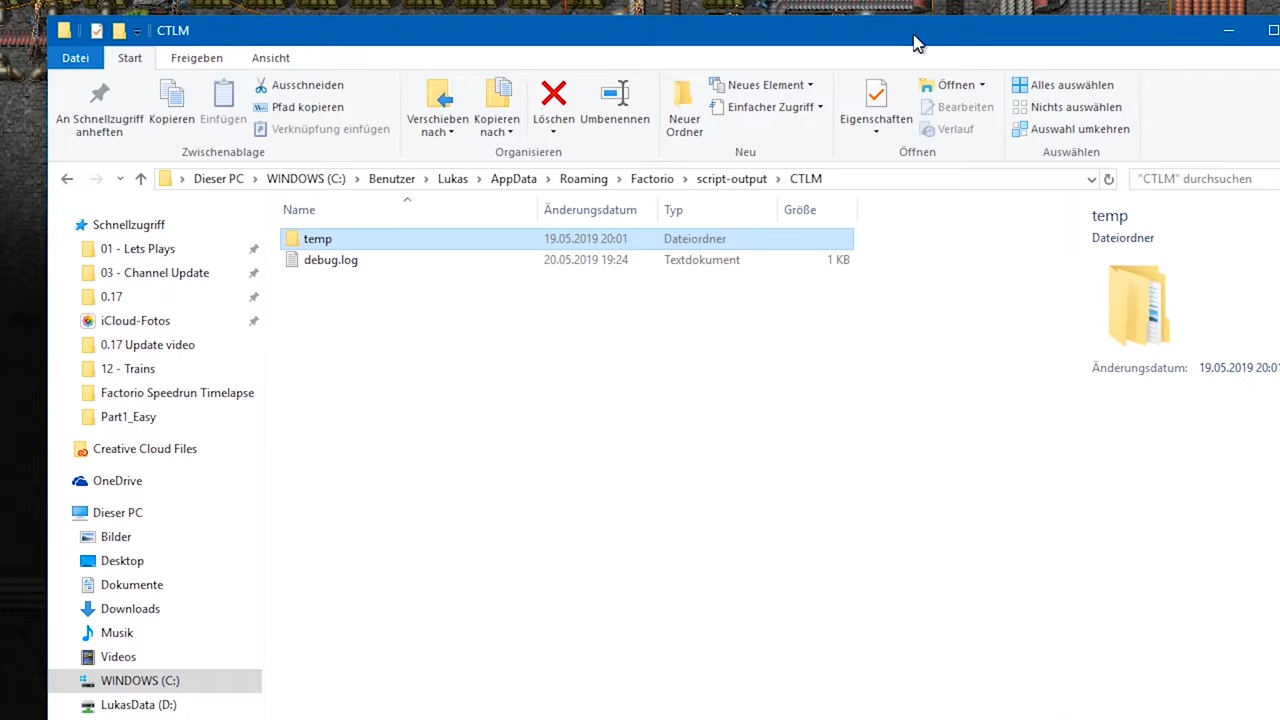 CTLM
Datei Start Freigeben Ansicht
An Schnellzugriff anheften
Kopieren
Einfügen
Ausschneiden
Pfad kopieren
Verknüpfung einfügen
Zwischenablage
Verschieben nach
Kopieren nach
Löschen
Umbenennen
Organisieren
Neuer Ordner
Neues Element
Einfacher Zugriff
Neu
Eigenschaften
Öffnen
Bearbeiten
Verlauf
Öffnen
Alles auswählen
Nichts auswählen
Auswahl umkehren
Auswählen
Dieser PC > WINDOWS (C:) > Benutzer > Lukas > AppData > Roaming > Factorio > script-output > CTLM
"CTLM" durchsuchen
Schnellzugriff
01 - Lets Plays
03 - Channel Update
0.17
iCloud-Fotos
0.17 Update video
12 - Trains
Factorio Speedrun Timelapse
Part1_Easy
Creative Cloud Files
OneDrive
Dieser PC
Bilder
Desktop
Dokumente
Downloads
Musik
Videos
WINDOWS (C:)
LukasData (D:)
Name Änderungsdatum Typ Größe
temp 19.05.2019 20:01 Dateiordner
debug.log 20.05.2019 19:24 Textdokument 1 KB
temp
Dateiordner
Änderungsdatum: 19.05.2019 20:01